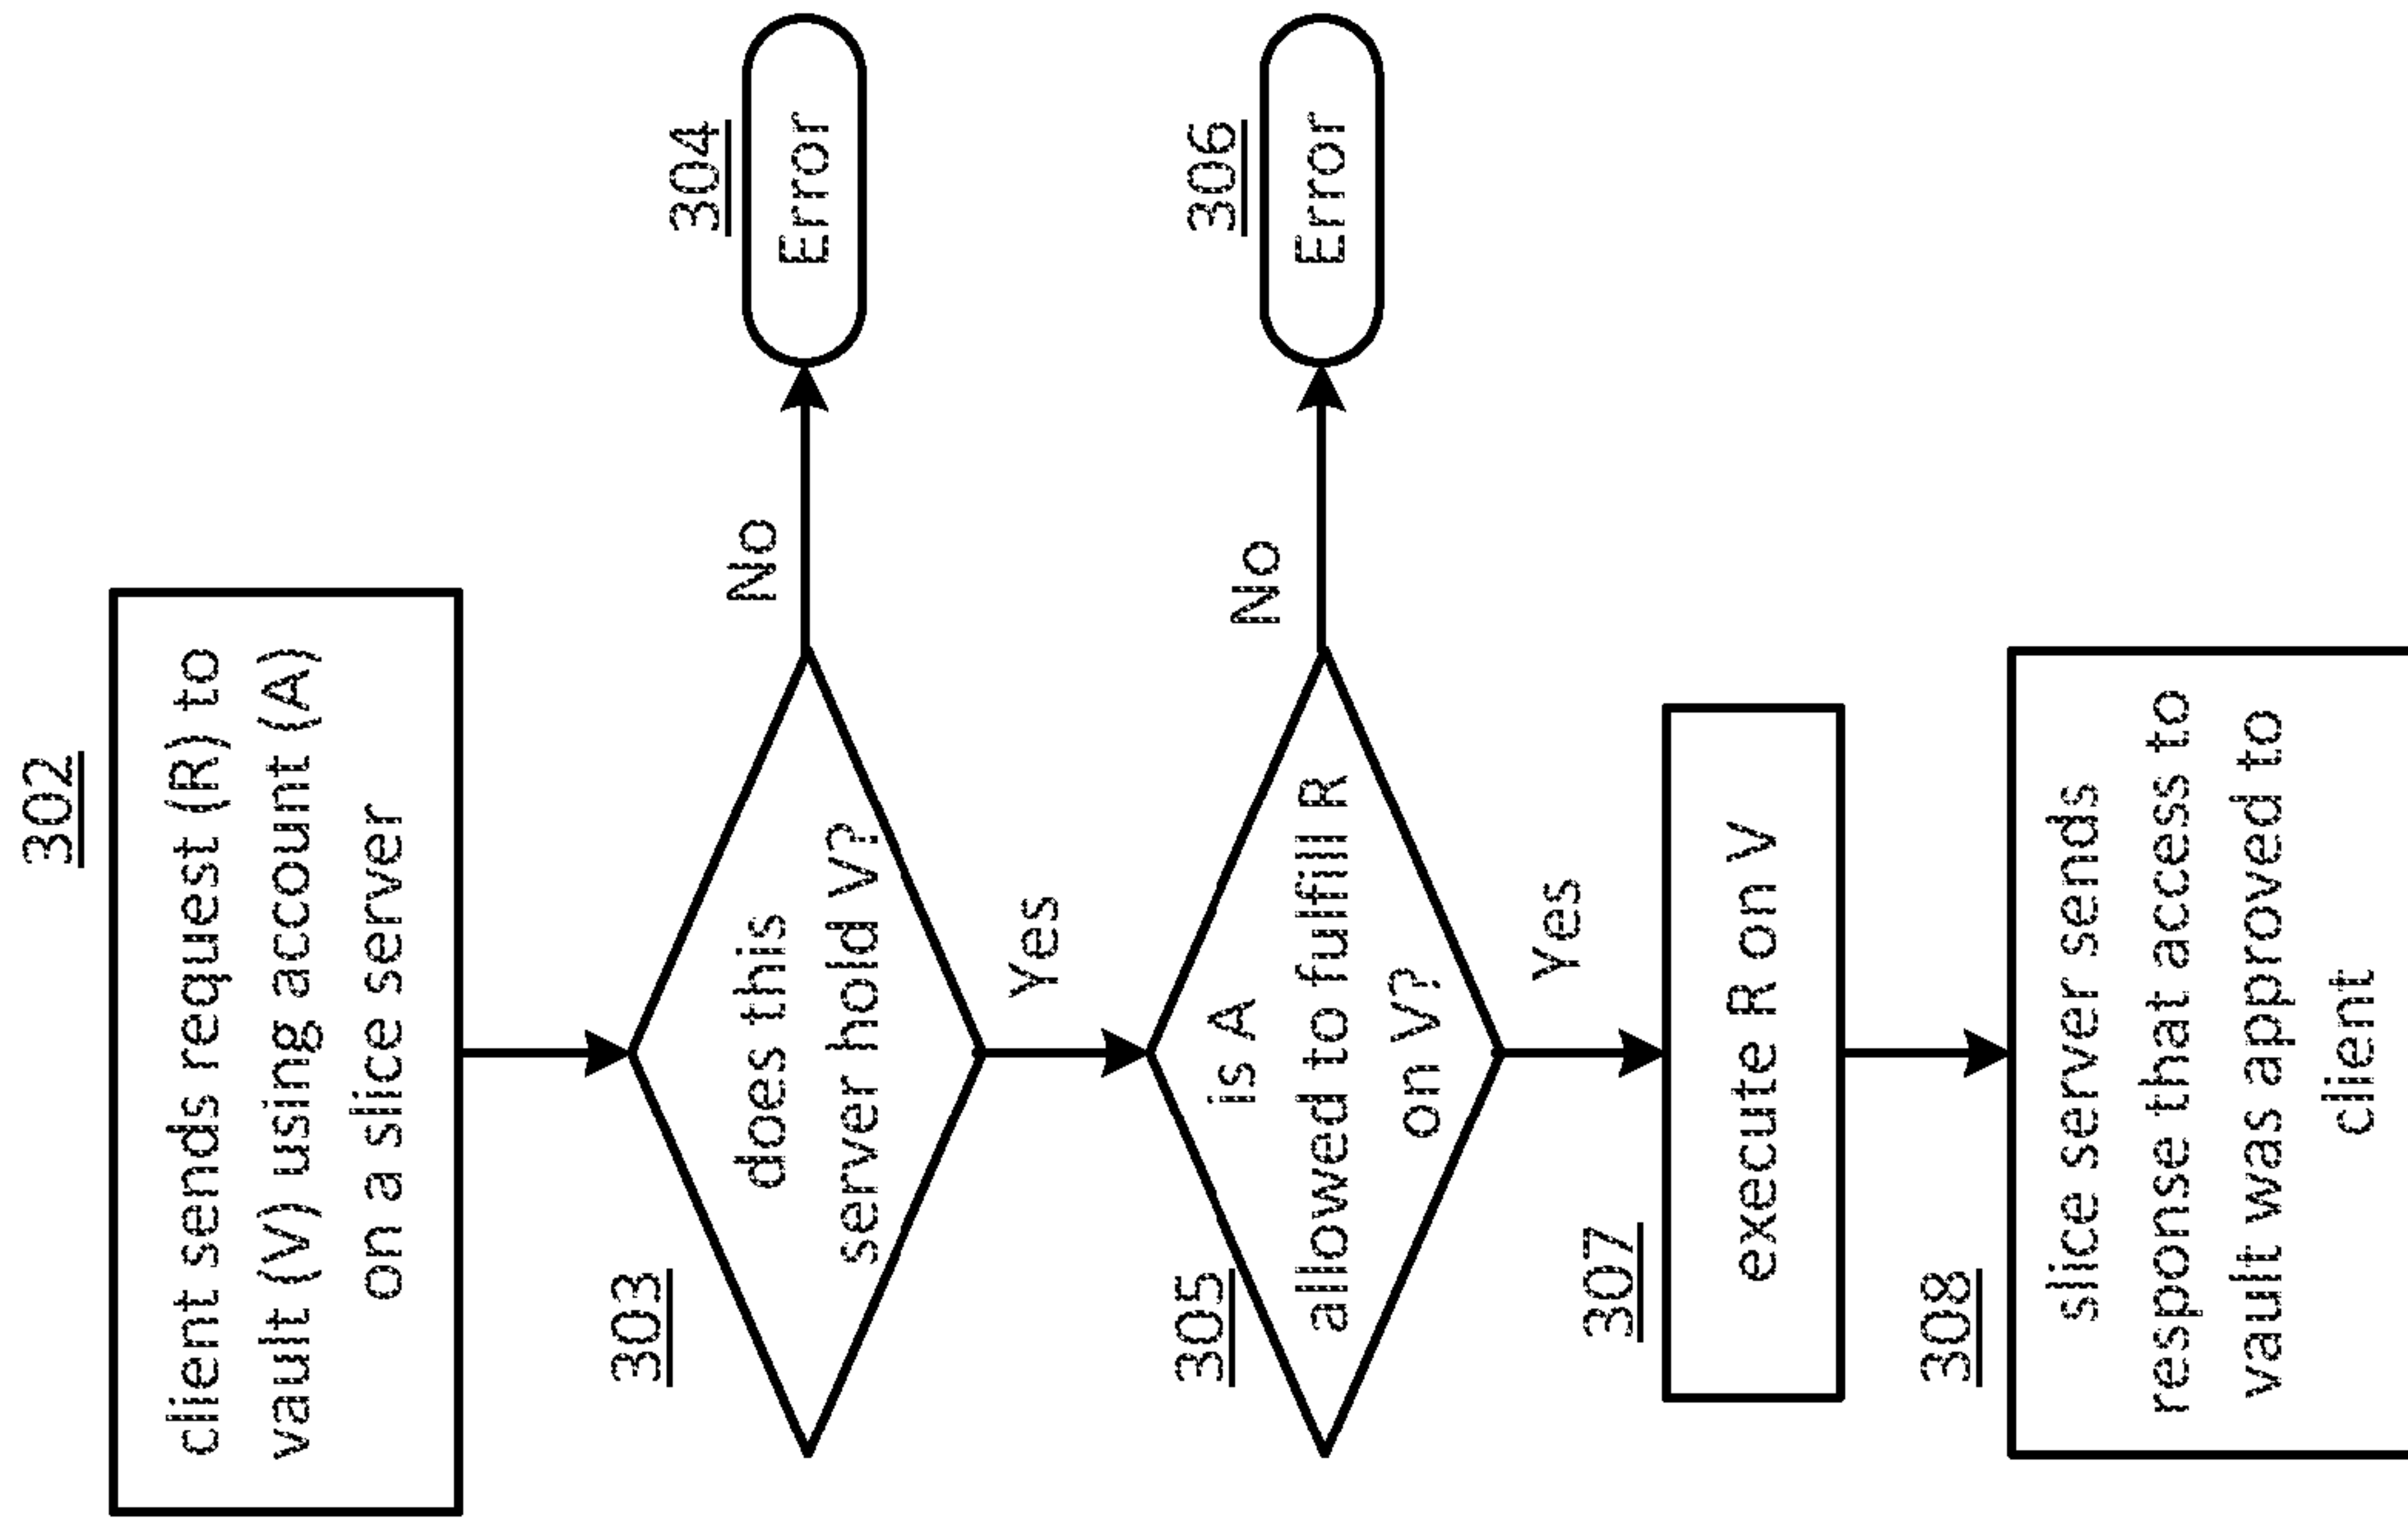 302
client sends request (R) to
vault (V) using account (A)
on a slice server
303
does this
server hold V?
No
304
Error
Yes
305
is A
allowed to fulfill R
on V?
No
306
Error
Yes
307
execute R on V
308
slice server sends
response that access to
vault was approved to
client